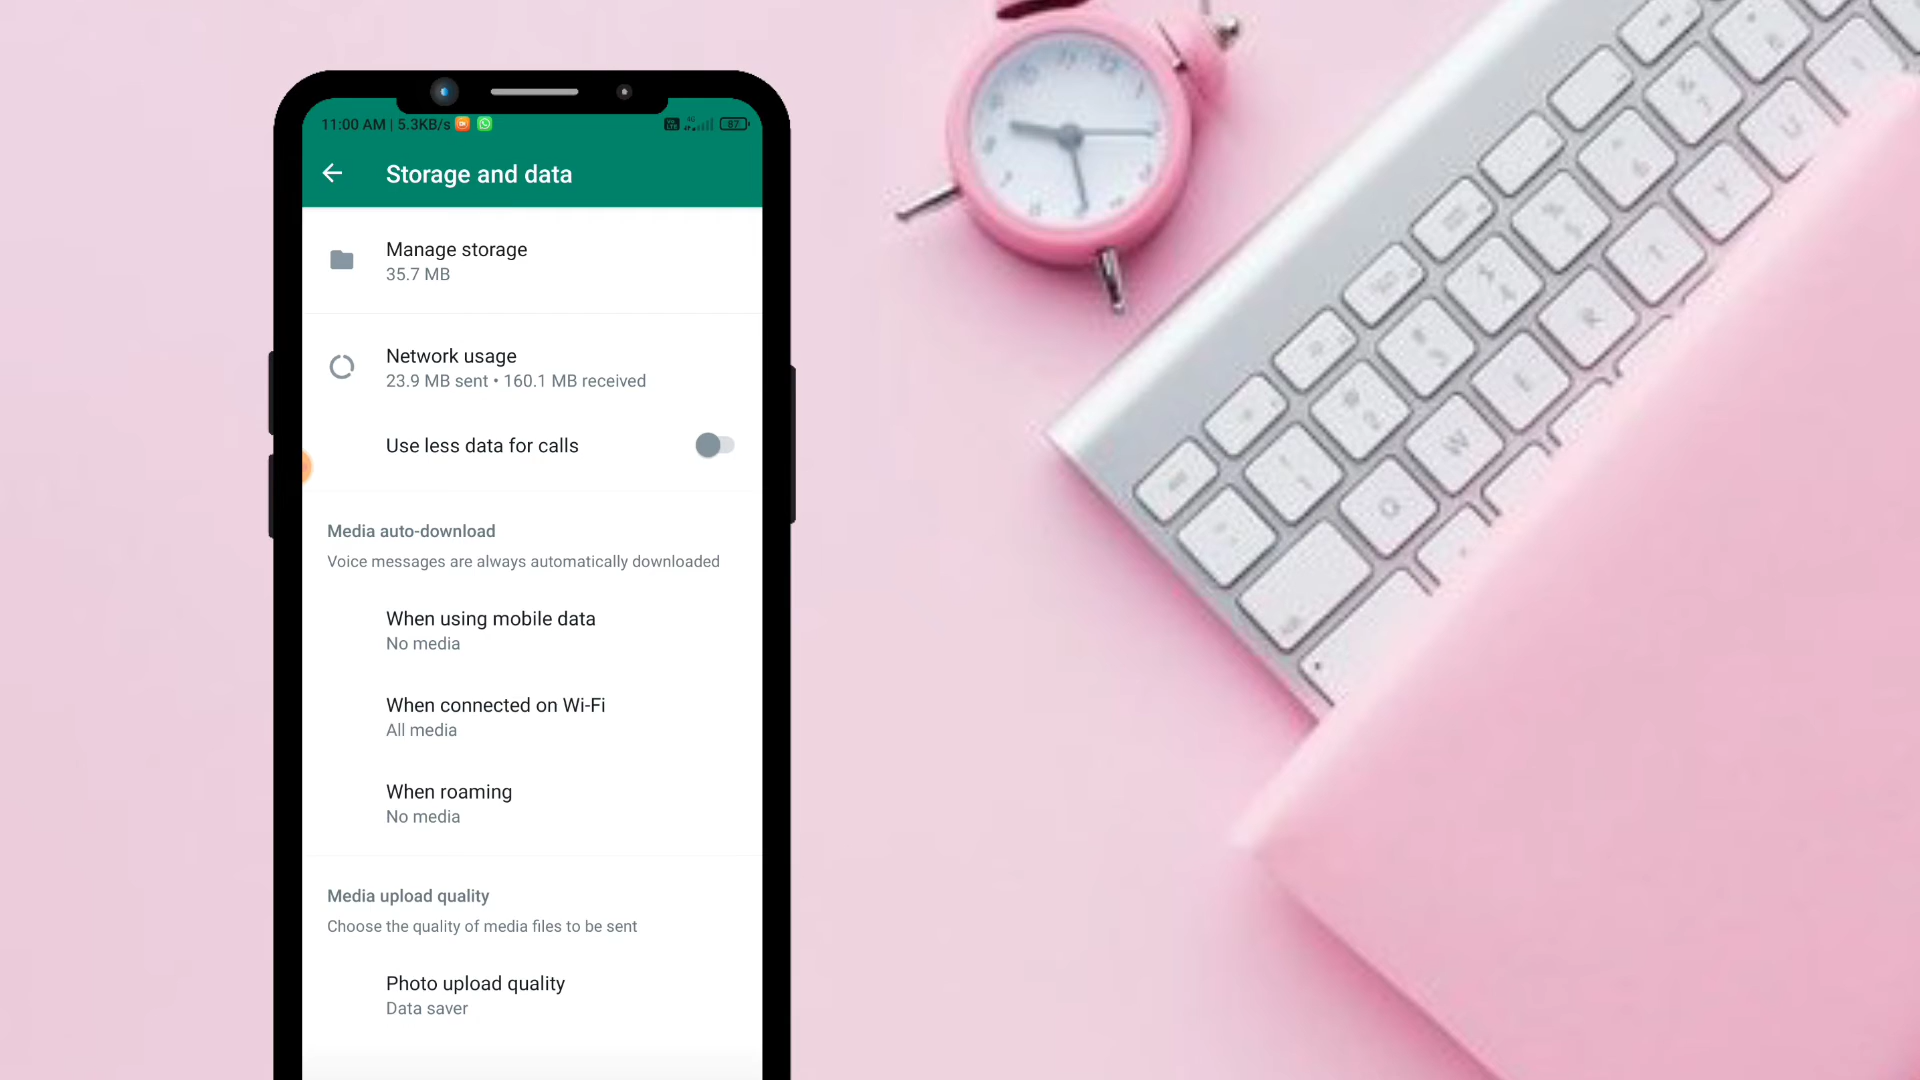 11:00 AM | 5.3KB/s
87
Storage and data
Manage storage
35.7 MB
Network usage
23.9 MB sent • 160.1 MB received
Use less data for calls
Media auto-download
Voice messages are always automatically downloaded
When using mobile data
No media
When connected on Wi-Fi
All media
When roaming
No media
Media upload quality
Choose the quality of media files to be sent
Photo upload quality
Data saver